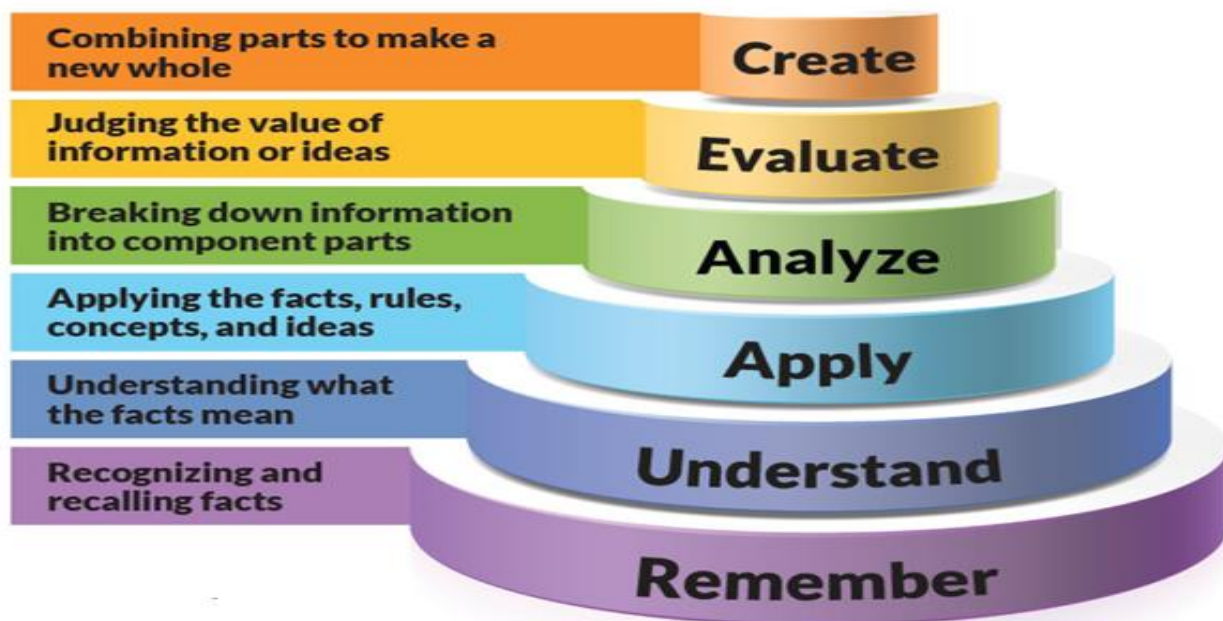 Combining parts to make a
new whole
Create
Judging the value of
information or ideas
Evaluate
Breaking down information
into component parts
Analyze
Applying the facts, rules,
concepts, and ideas
Apply
Understanding what
the facts mean
Understand
Recognizing and
recalling facts
Remember